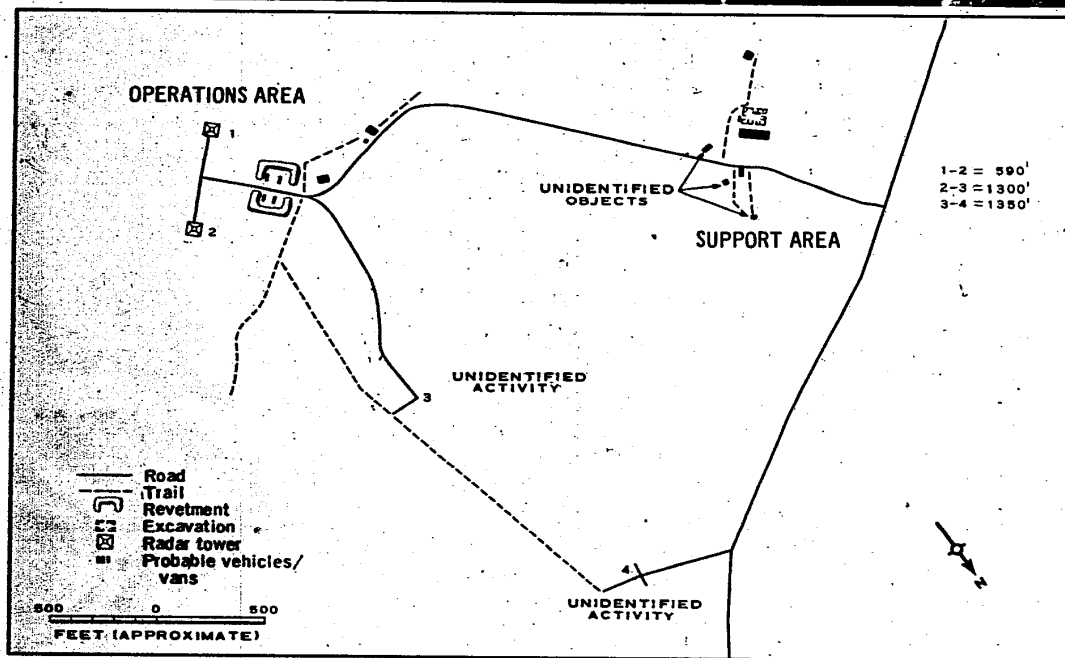 OPERATIONS AREA
1
2
UNIDENTIFIED
OBJECTS
SUPPORT AREA
1-2 = 590'
2-3 = 1300'
3-4 = 1350'
UNIDENTIFIED
ACTIVITY
3
Road
Trail
Revetment
Excavation
Radar tower
Probable vehicles/
vans
500 0 500
FEET (APPROXIMATE)
4
UNIDENTIFIED
ACTIVITY
N